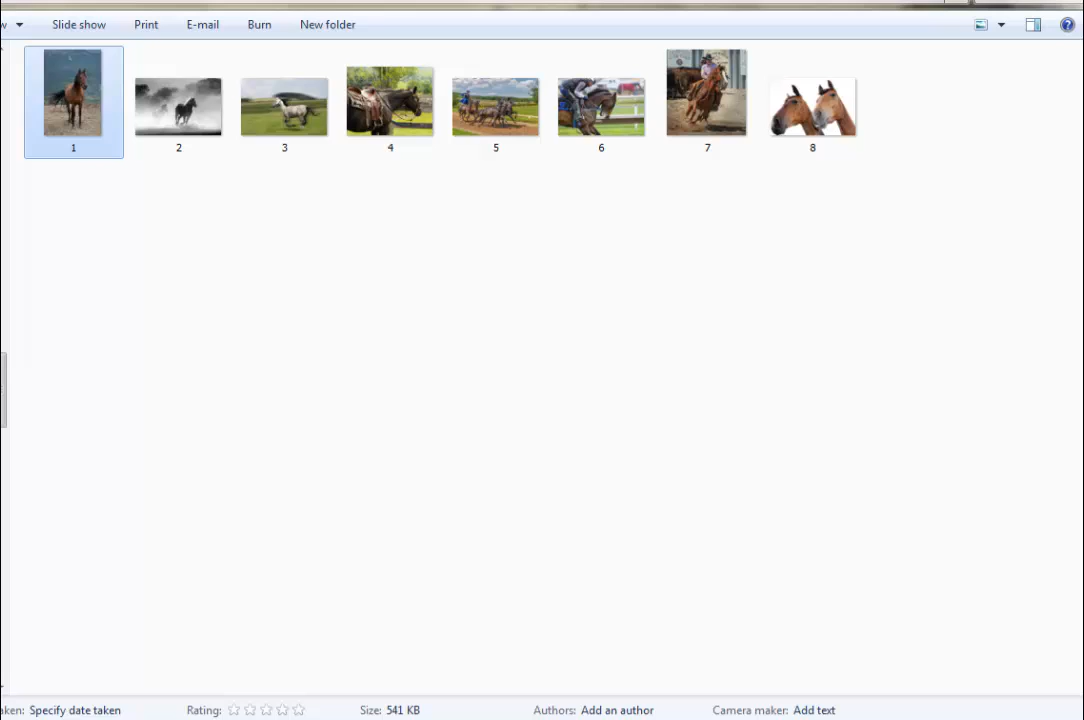 w Slide show Print E-mail Burn New folder
1 2 3 4 5 6 7 8
aken: Specify date taken Rating: Size: 541 KB Authors: Add an author Camera maker: Add text